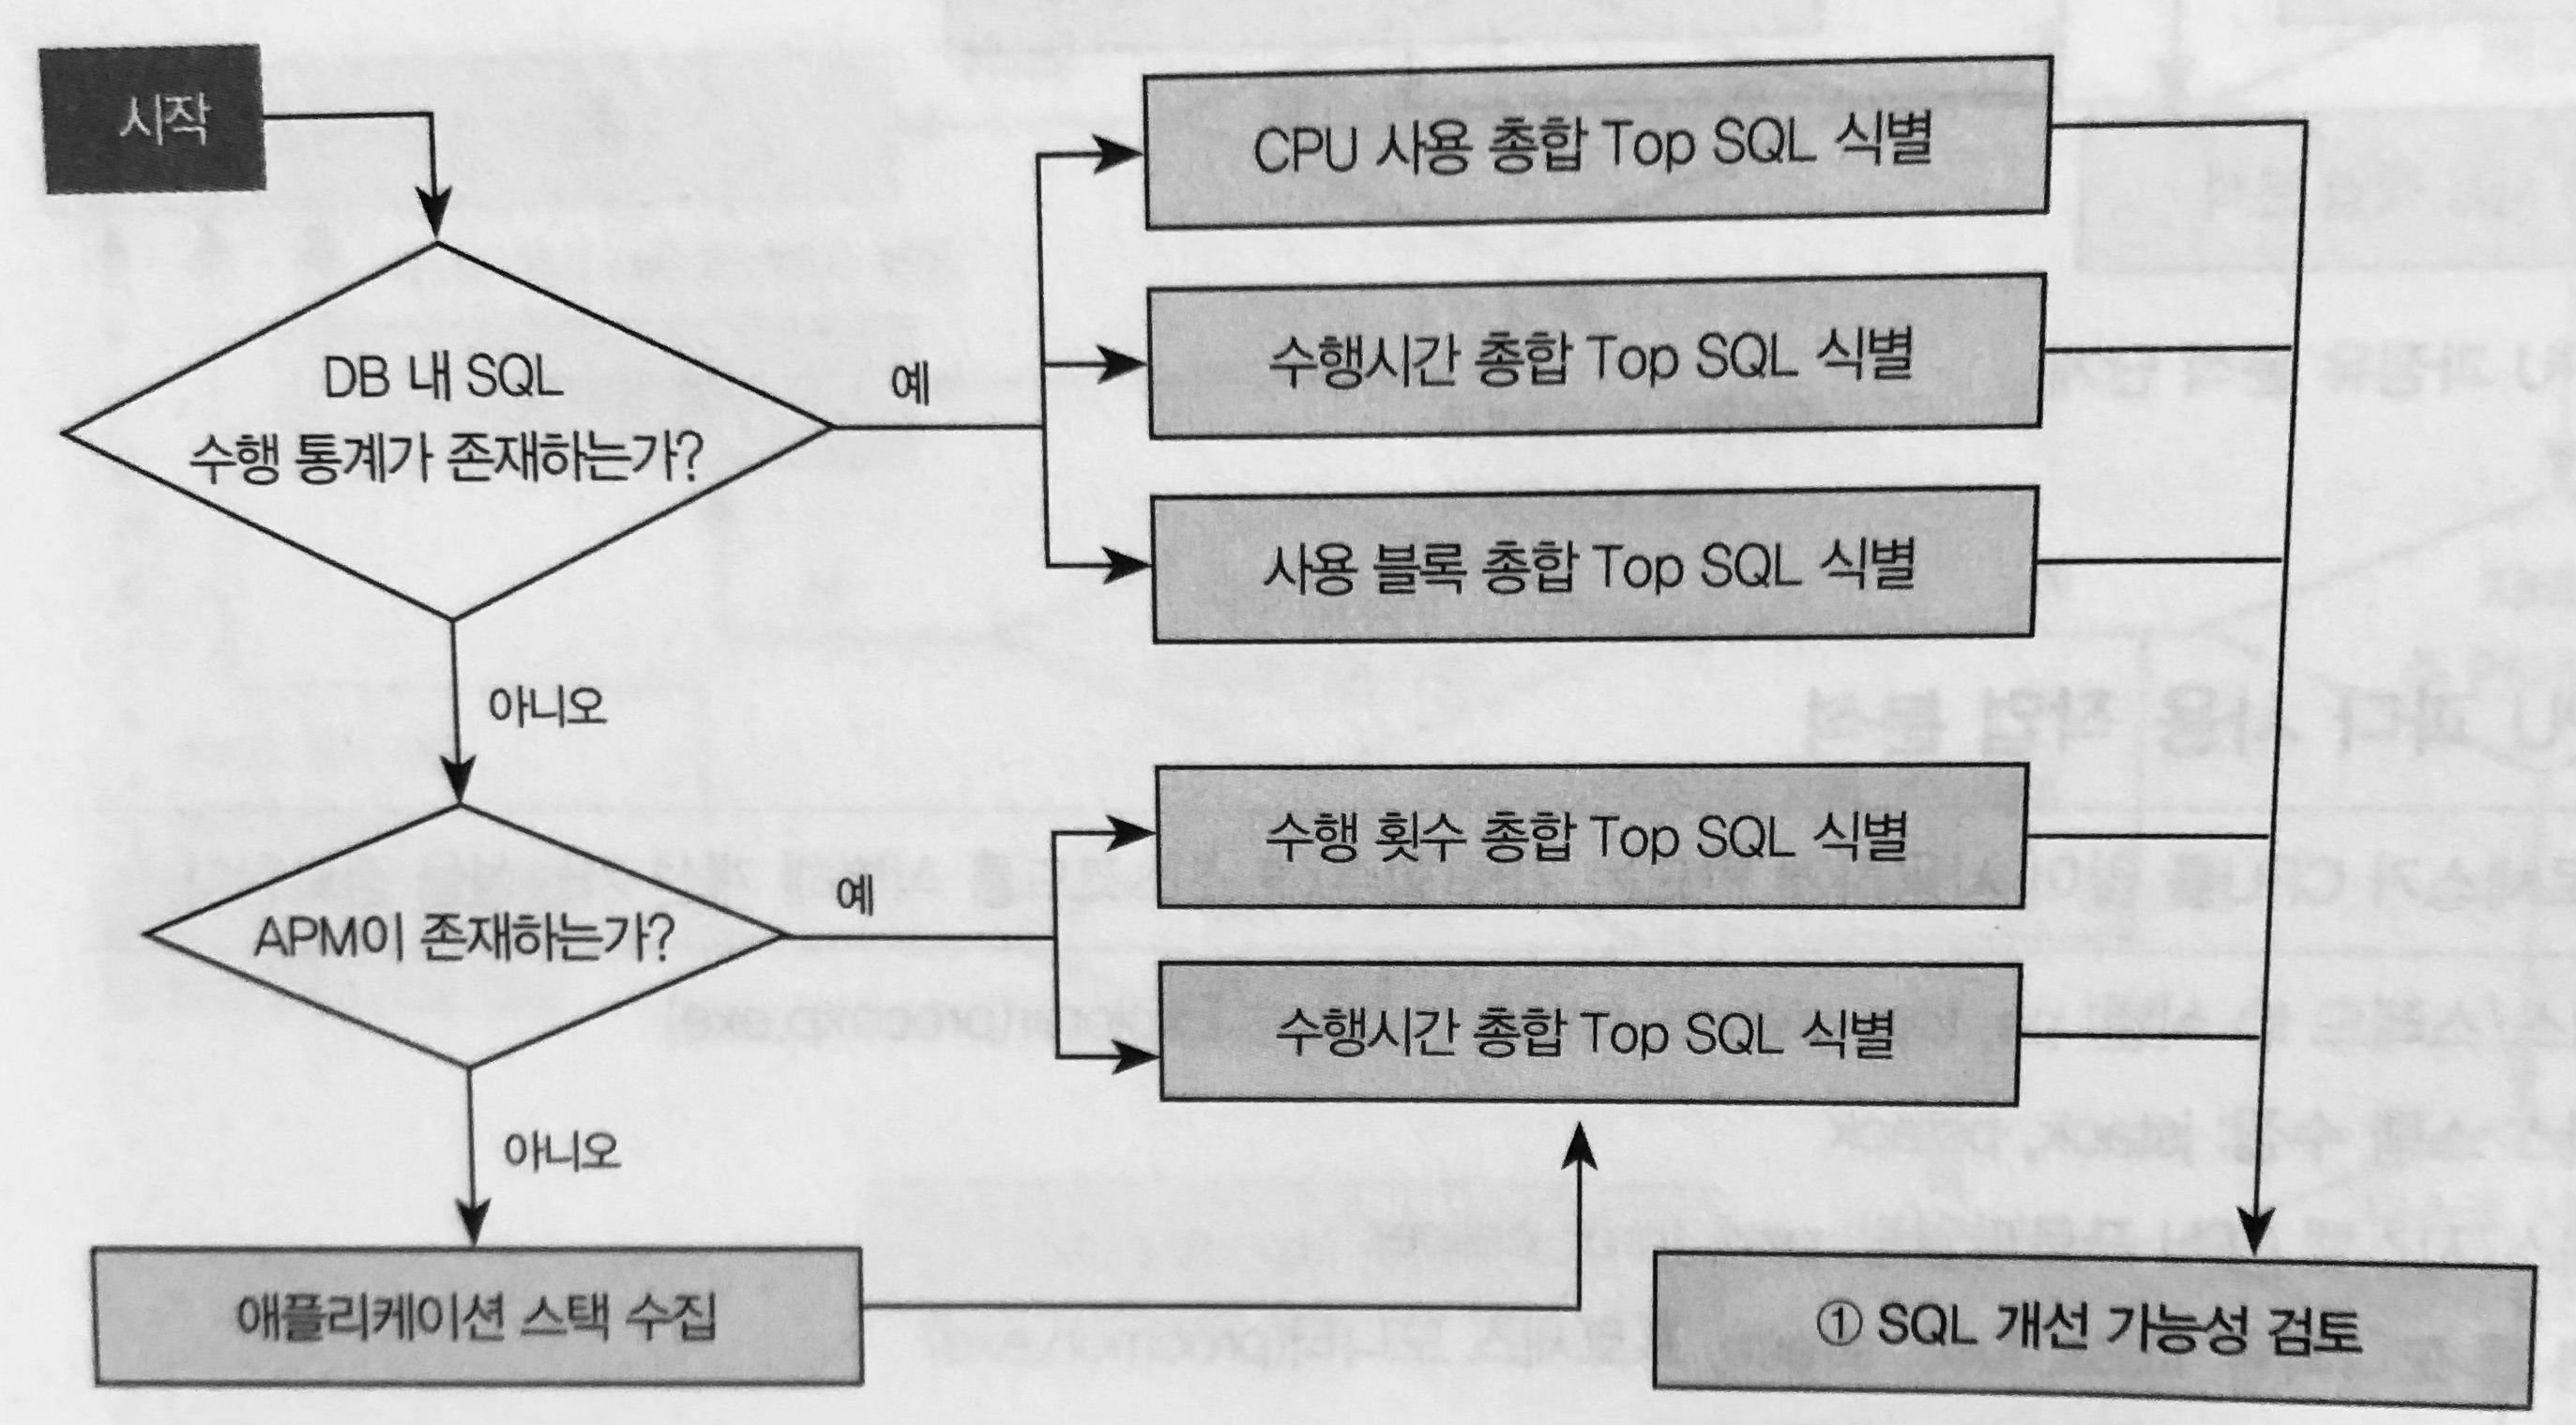 시작
DB 내 SQL
수행 통계가 존재하는가?
예
CPU 사용 총합 Top SQL 식별
수행시간 총합 Top SQL 식별
사용 블록 총합 Top SQL 식별
아니오
APM이 존재하는가?
예
수행 횟수 총합 Top SQL 식별
수행시간 총합 Top SQL 식별
아니오
애플리케이션 스택 수집
① SQL 개선 가능성 검토